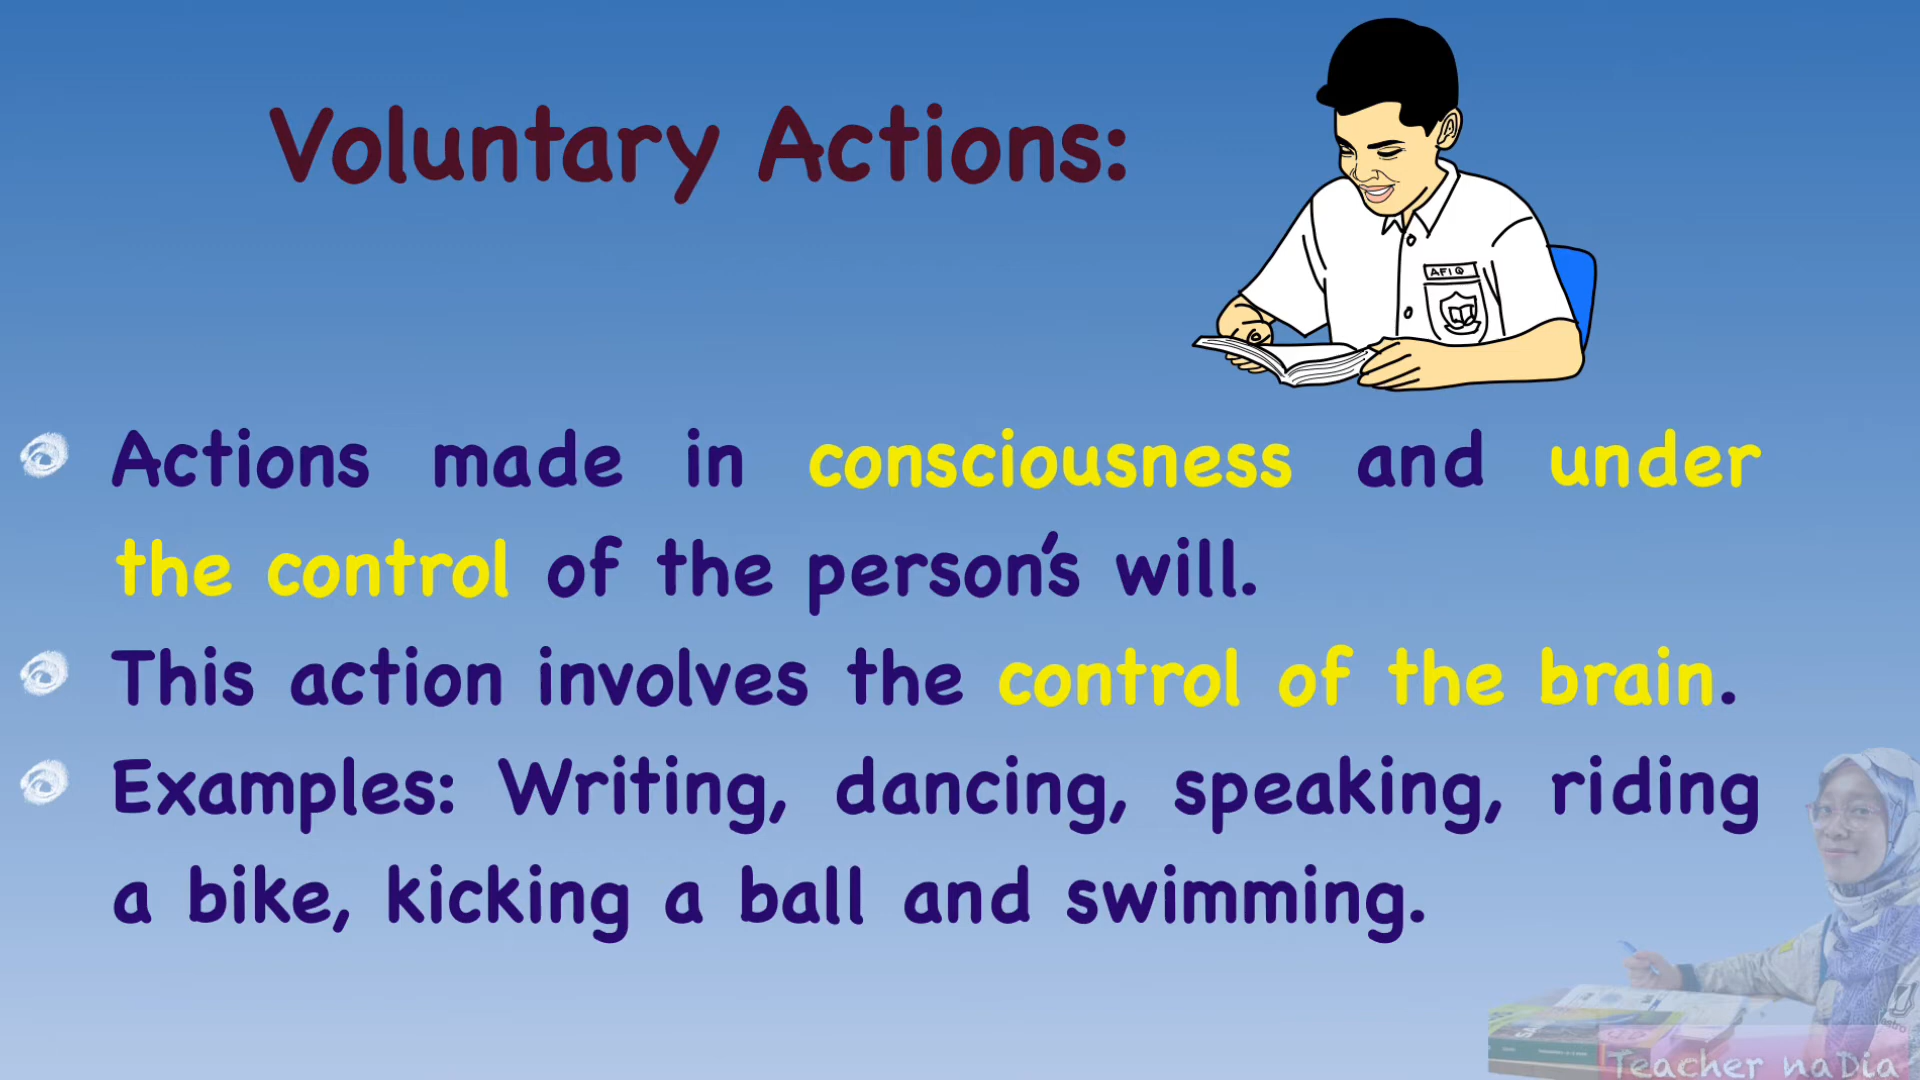 Voluntary Actions:
AFIQ
Actions made in consciousness and under
the control of the person's will.
This action involves the control of the brain.
Examples: Writing, dancing, speaking, riding
a bike, kicking a ball and swimming.
Teacher naDia